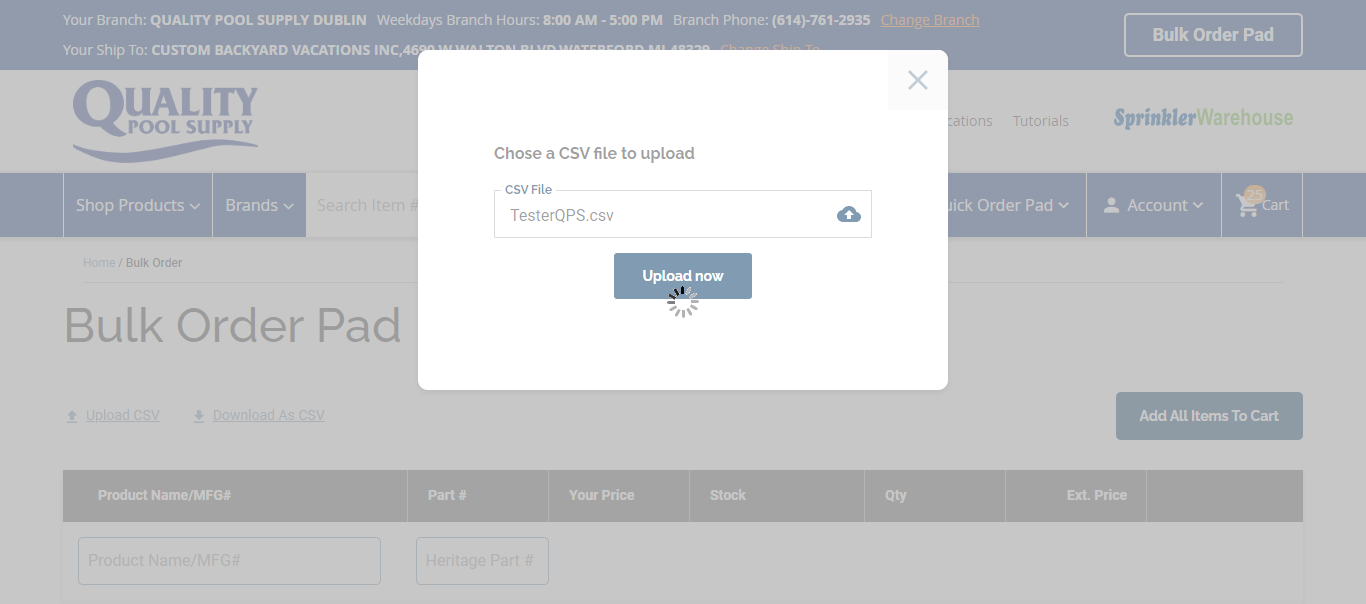 Your Branch: QUALITY POOL SUPPLY DUBLIN Weekdays Branch Hours: 8:00 AM - 5:00 PM Branch Phone: (614)-761-2935 Change Branch
Bulk Order Pad
Your Ship To: CUSTOM BACKYARD VACATIONS INC,4690 W WALTON BLVD,WATERFORD,MI 48329 Change Ship To
QUALITY
POOL SUPPLY
cations Tutorials
SprinklerWarehouse
Chose a CSV file to upload
CSV File
TesterQPS.csv
Upload now
Shop Products
Brands
Search Item #
uick Order Pad
Account
25
Cart
Home / Bulk Order
Bulk Order Pad
Upload CSV Download As CSV
Add All Items To Cart
Product Name/MFG# Part # Your Price Stock Qty Ext. Price
Product Name/MFG# Heritage Part #